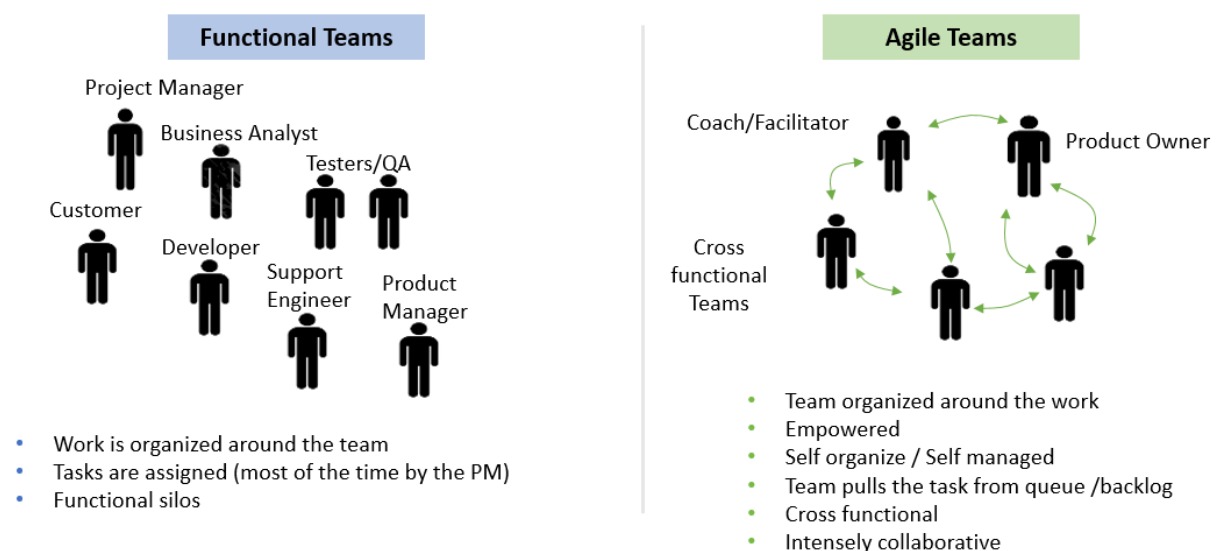 Functional Teams
Project Manager
Business Analyst
Testers/QA
Customer
Developer
Support
Engineer
Product
Manager
• Work is organized around the team
• Tasks are assigned (most of the time by the PM)
• Functional silos
Agile Teams
Coach/Facilitator
Product Owner
Cross
functional
Teams
• Team organized around the work
• Empowered
• Self organize / Self managed
• Team pulls the task from queue /backlog
• Cross functional
• Intensely collaborative